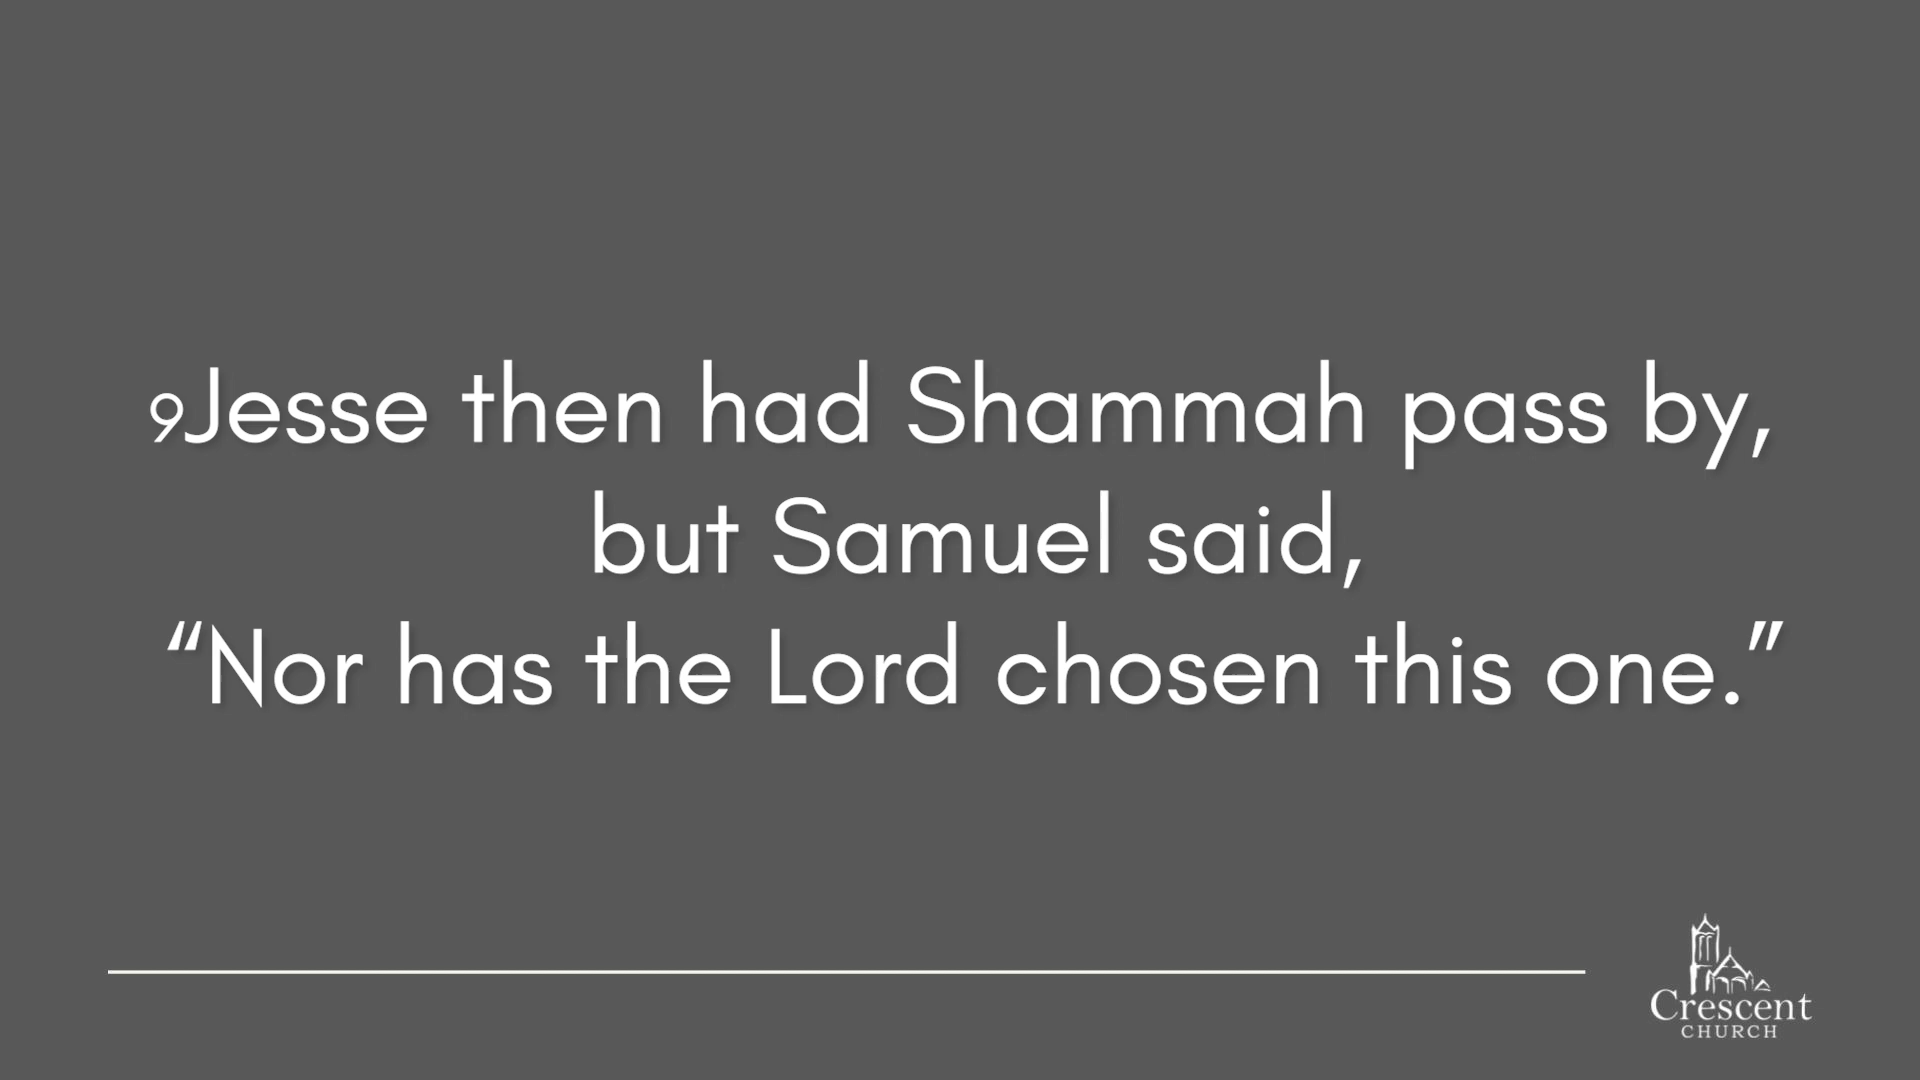 9Jesse then had Shammah pass by,
but Samuel said,
“Nor has the Lord chosen this one.”
Crescent
CHURCH